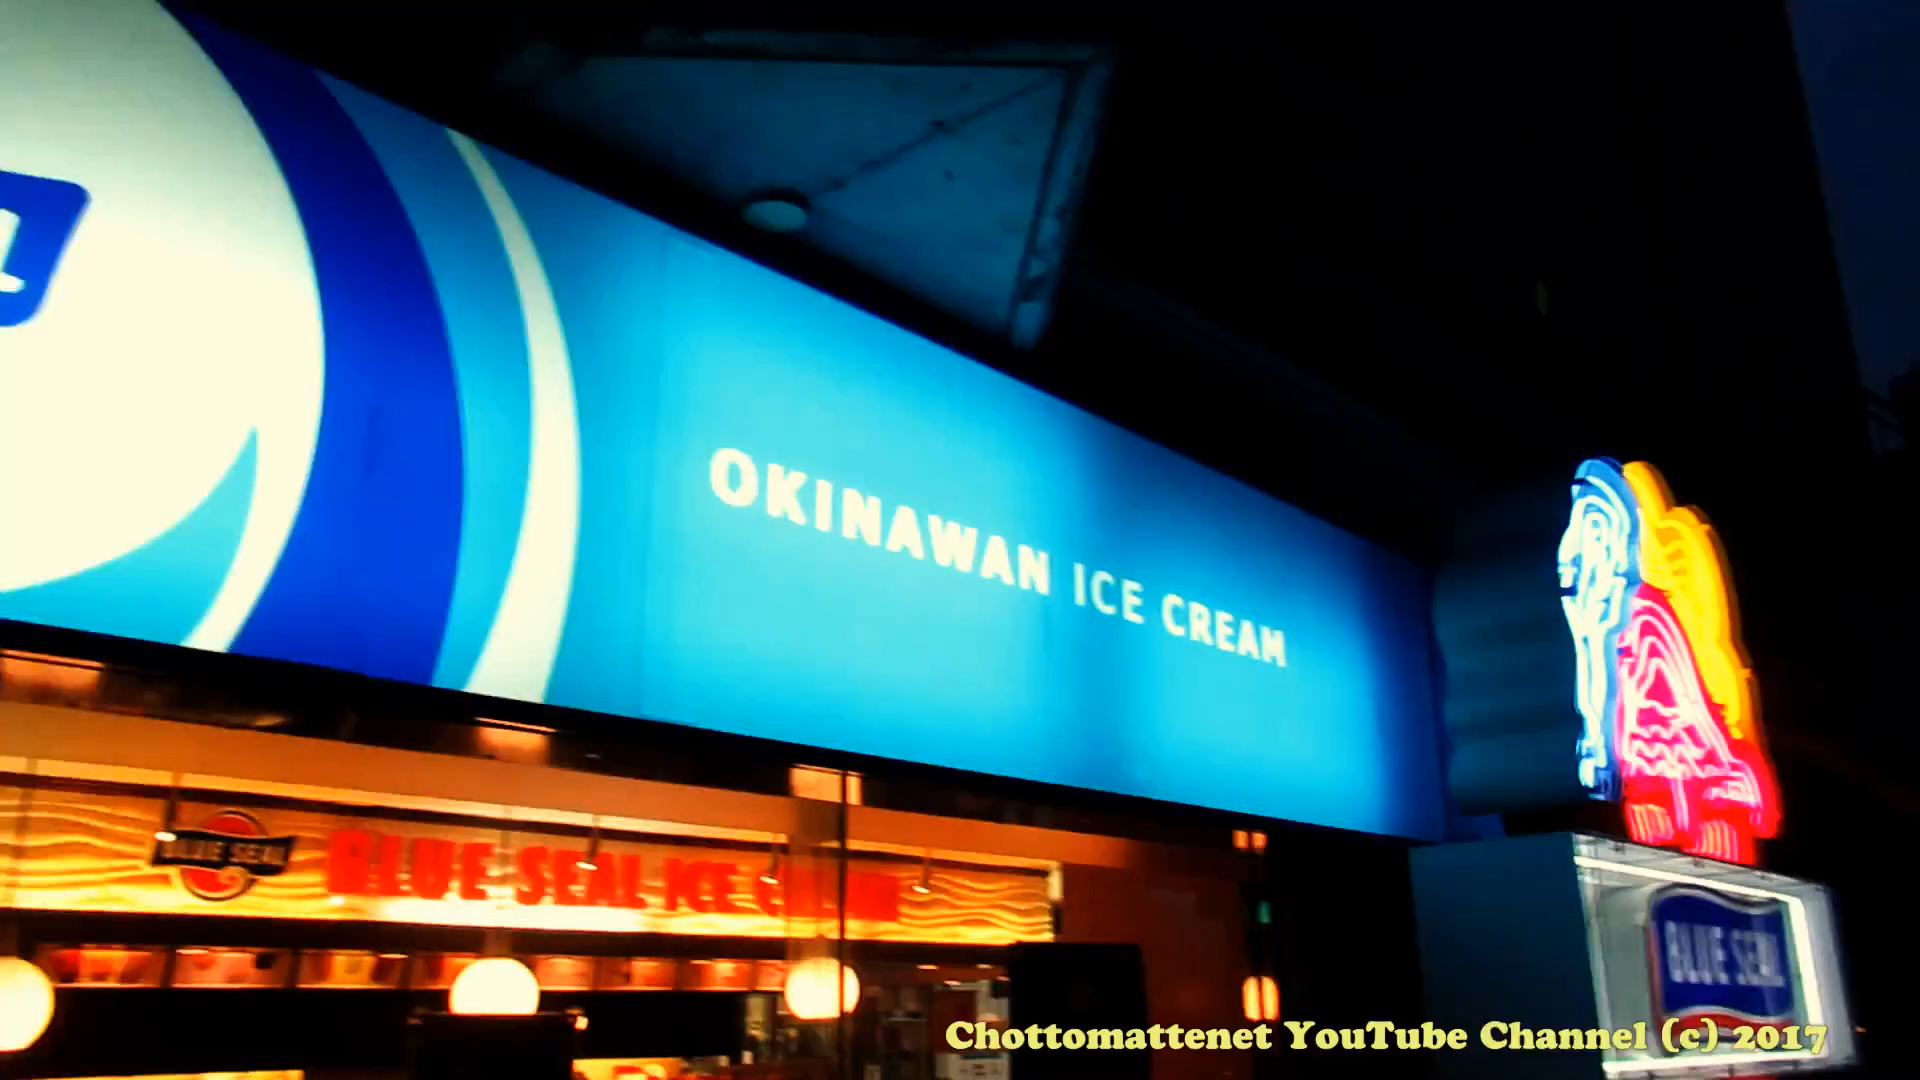 L
OKINAWAN ICE CREAM
BLUE SEAL
BLUE SEAL ICE CREAM
BLUE SEAL
Chottomattenet YouTube Channel (c) 2017